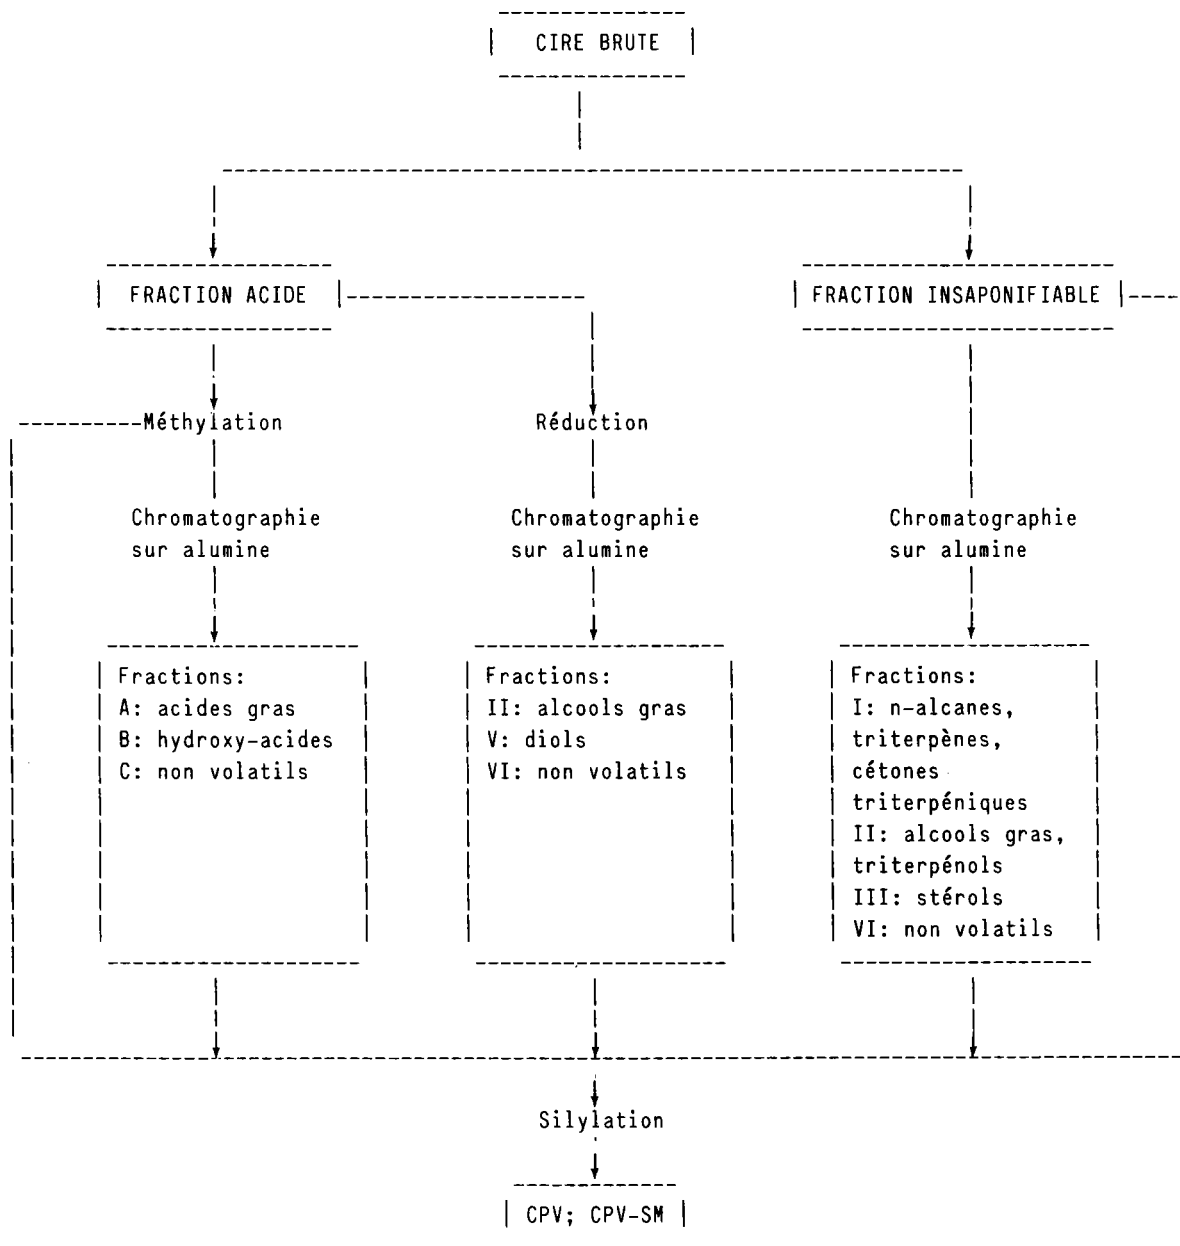 CIRE BRUTE
FRACTION ACIDE
FRACTION INSAPONIFIABLE
Méthylation
Réduction
Chromatographie
sur alumine
Chromatographie
sur alumine
Chromatographie
sur alumine
Fractions:
A: acides gras
B: hydroxy-acides
C: non volatils
Fractions:
II: alcools gras
V: diols
VI: non volatils
Fractions:
I: n-alcanes,
triterpènes,
cétones
triterpéniques
II: alcools gras,
triterpénols
III: stérols
VI: non volatils
Silylation
CPV; CPV-SM